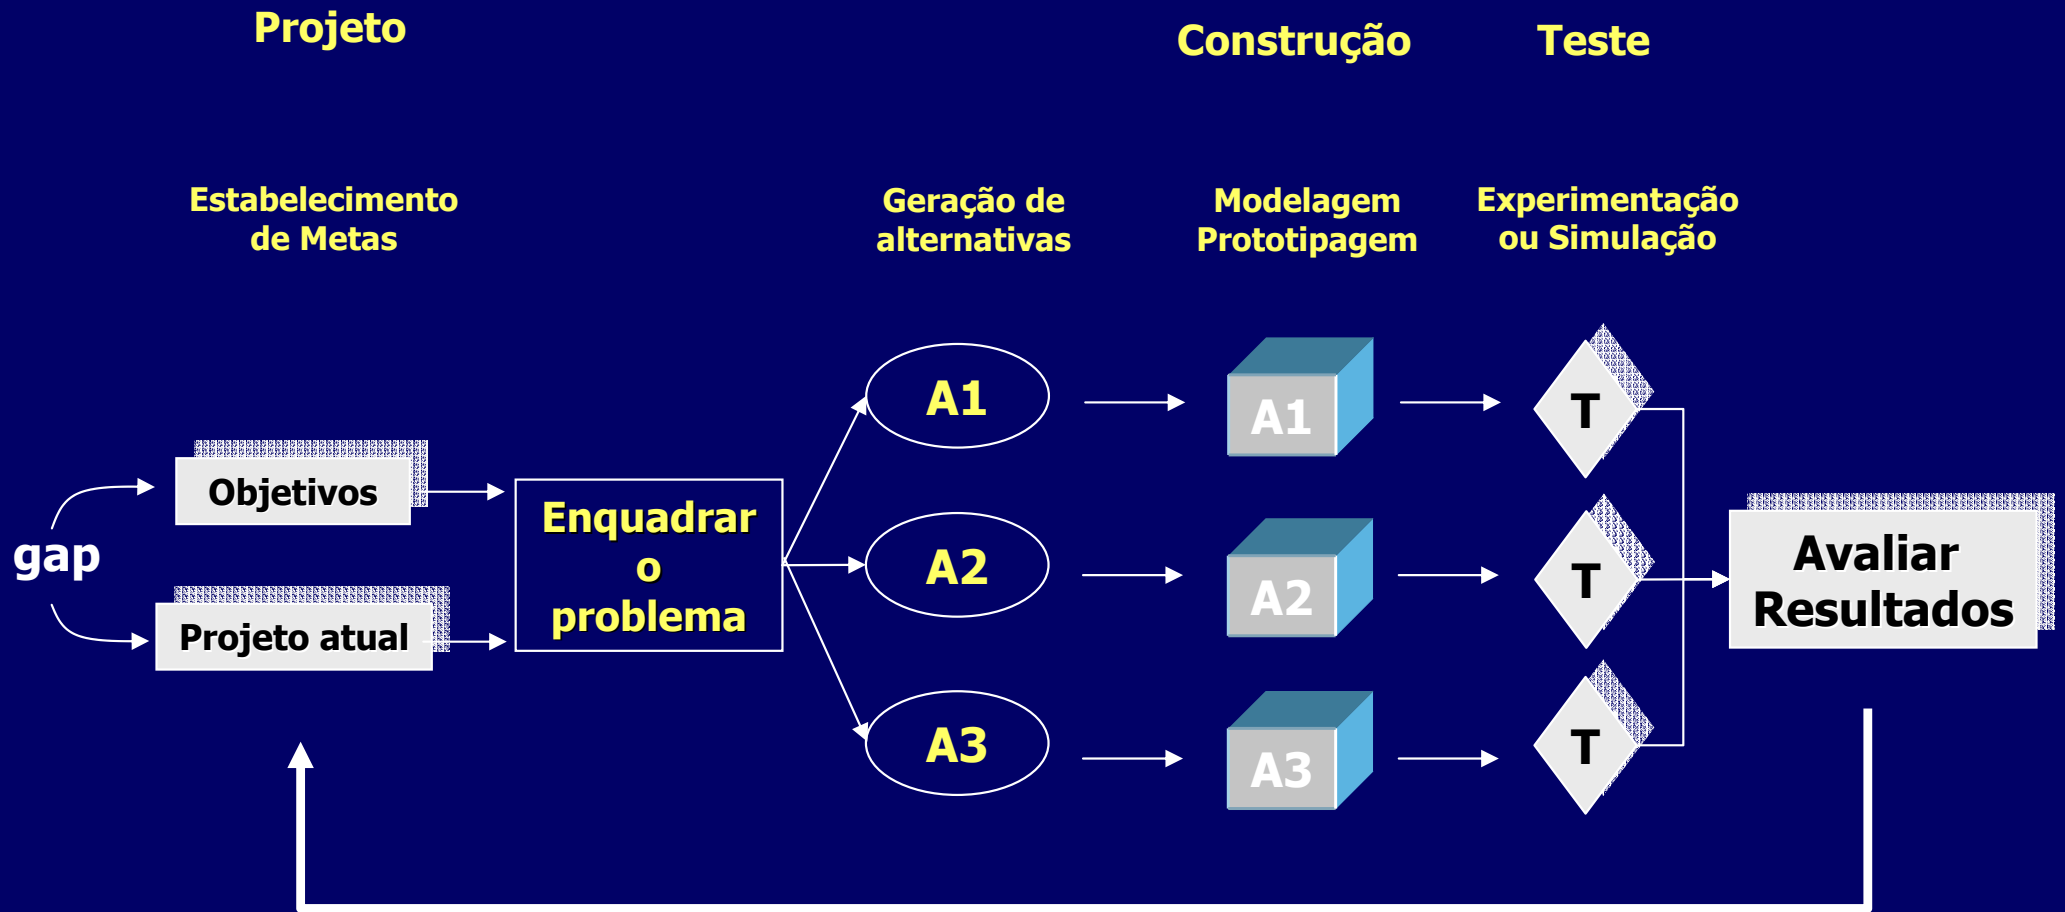 Projeto
Construção
Teste
Estabelecimento
de Metas
Geração de
alternativas
Modelagem
Prototipagem
Experimentação
ou Simulação
gap
Objetivos
Projeto atual
Enquadrar
o
problema
A1
A1
T
A2
A2
T
A3
A3
T
Avaliar
Resultados